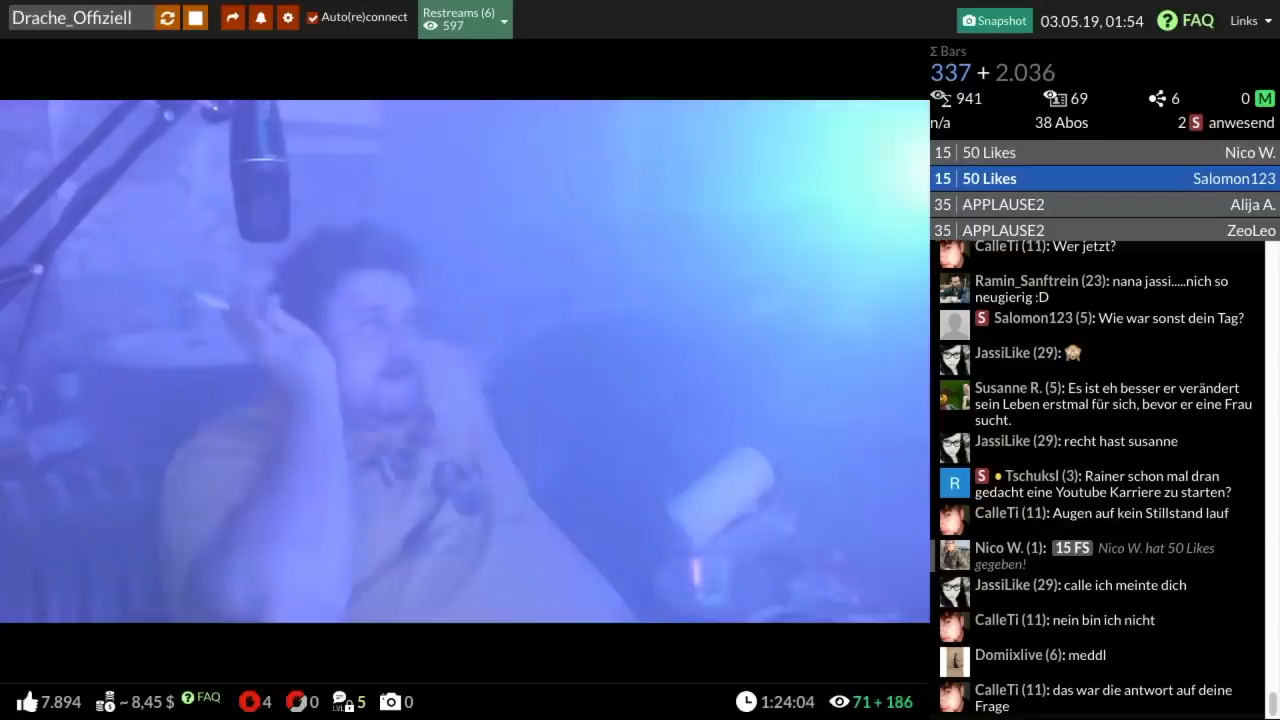 Drache_Offiziell
Auto(re)connect
Restreams (6)
597
Snapshot
03.05.19, 01:54
FAQ
Links
Σ Bars
337 + 2.036
941
69
6
0 M
n/a
38 Abos
2 S anwesend
15 | 50 Likes Nico W.
15 | 50 Likes Salomon123
35 | APPLAUSE2 Alija A.
35 | APPLAUSE2 ZeoLeo
CalleTi (11): Wer jetzt?
Ramin_Sanftrein (23): nana jassi.....nich so
neugierig :D
S Salomon123 (5): Wie war sonst dein Tag?
JassiLike (29): 🙈
Susanne R. (5): Es ist eh besser er verändert
sein Leben erstmal für sich, bevor er eine Frau
sucht.
JassiLike (29): recht hast susanne
R
S Tschuksl (3): Rainer schon mal dran
gedacht eine Youtube Karriere zu starten?
CalleTi (11): Augen auf kein Stillstand lauf
Nico W. (1): 15 FS Nico W. hat 50 Likes
gegeben!
JassiLike (29): calle ich meinte dich
CalleTi (11): nein bin ich nicht
Domiixlive (6): meddl
CalleTi (11): das war die antwort auf deine
Frage
7.894
~ 8,45 $
FAQ
4
0
LVL
5
0
1:24:04
71 + 186